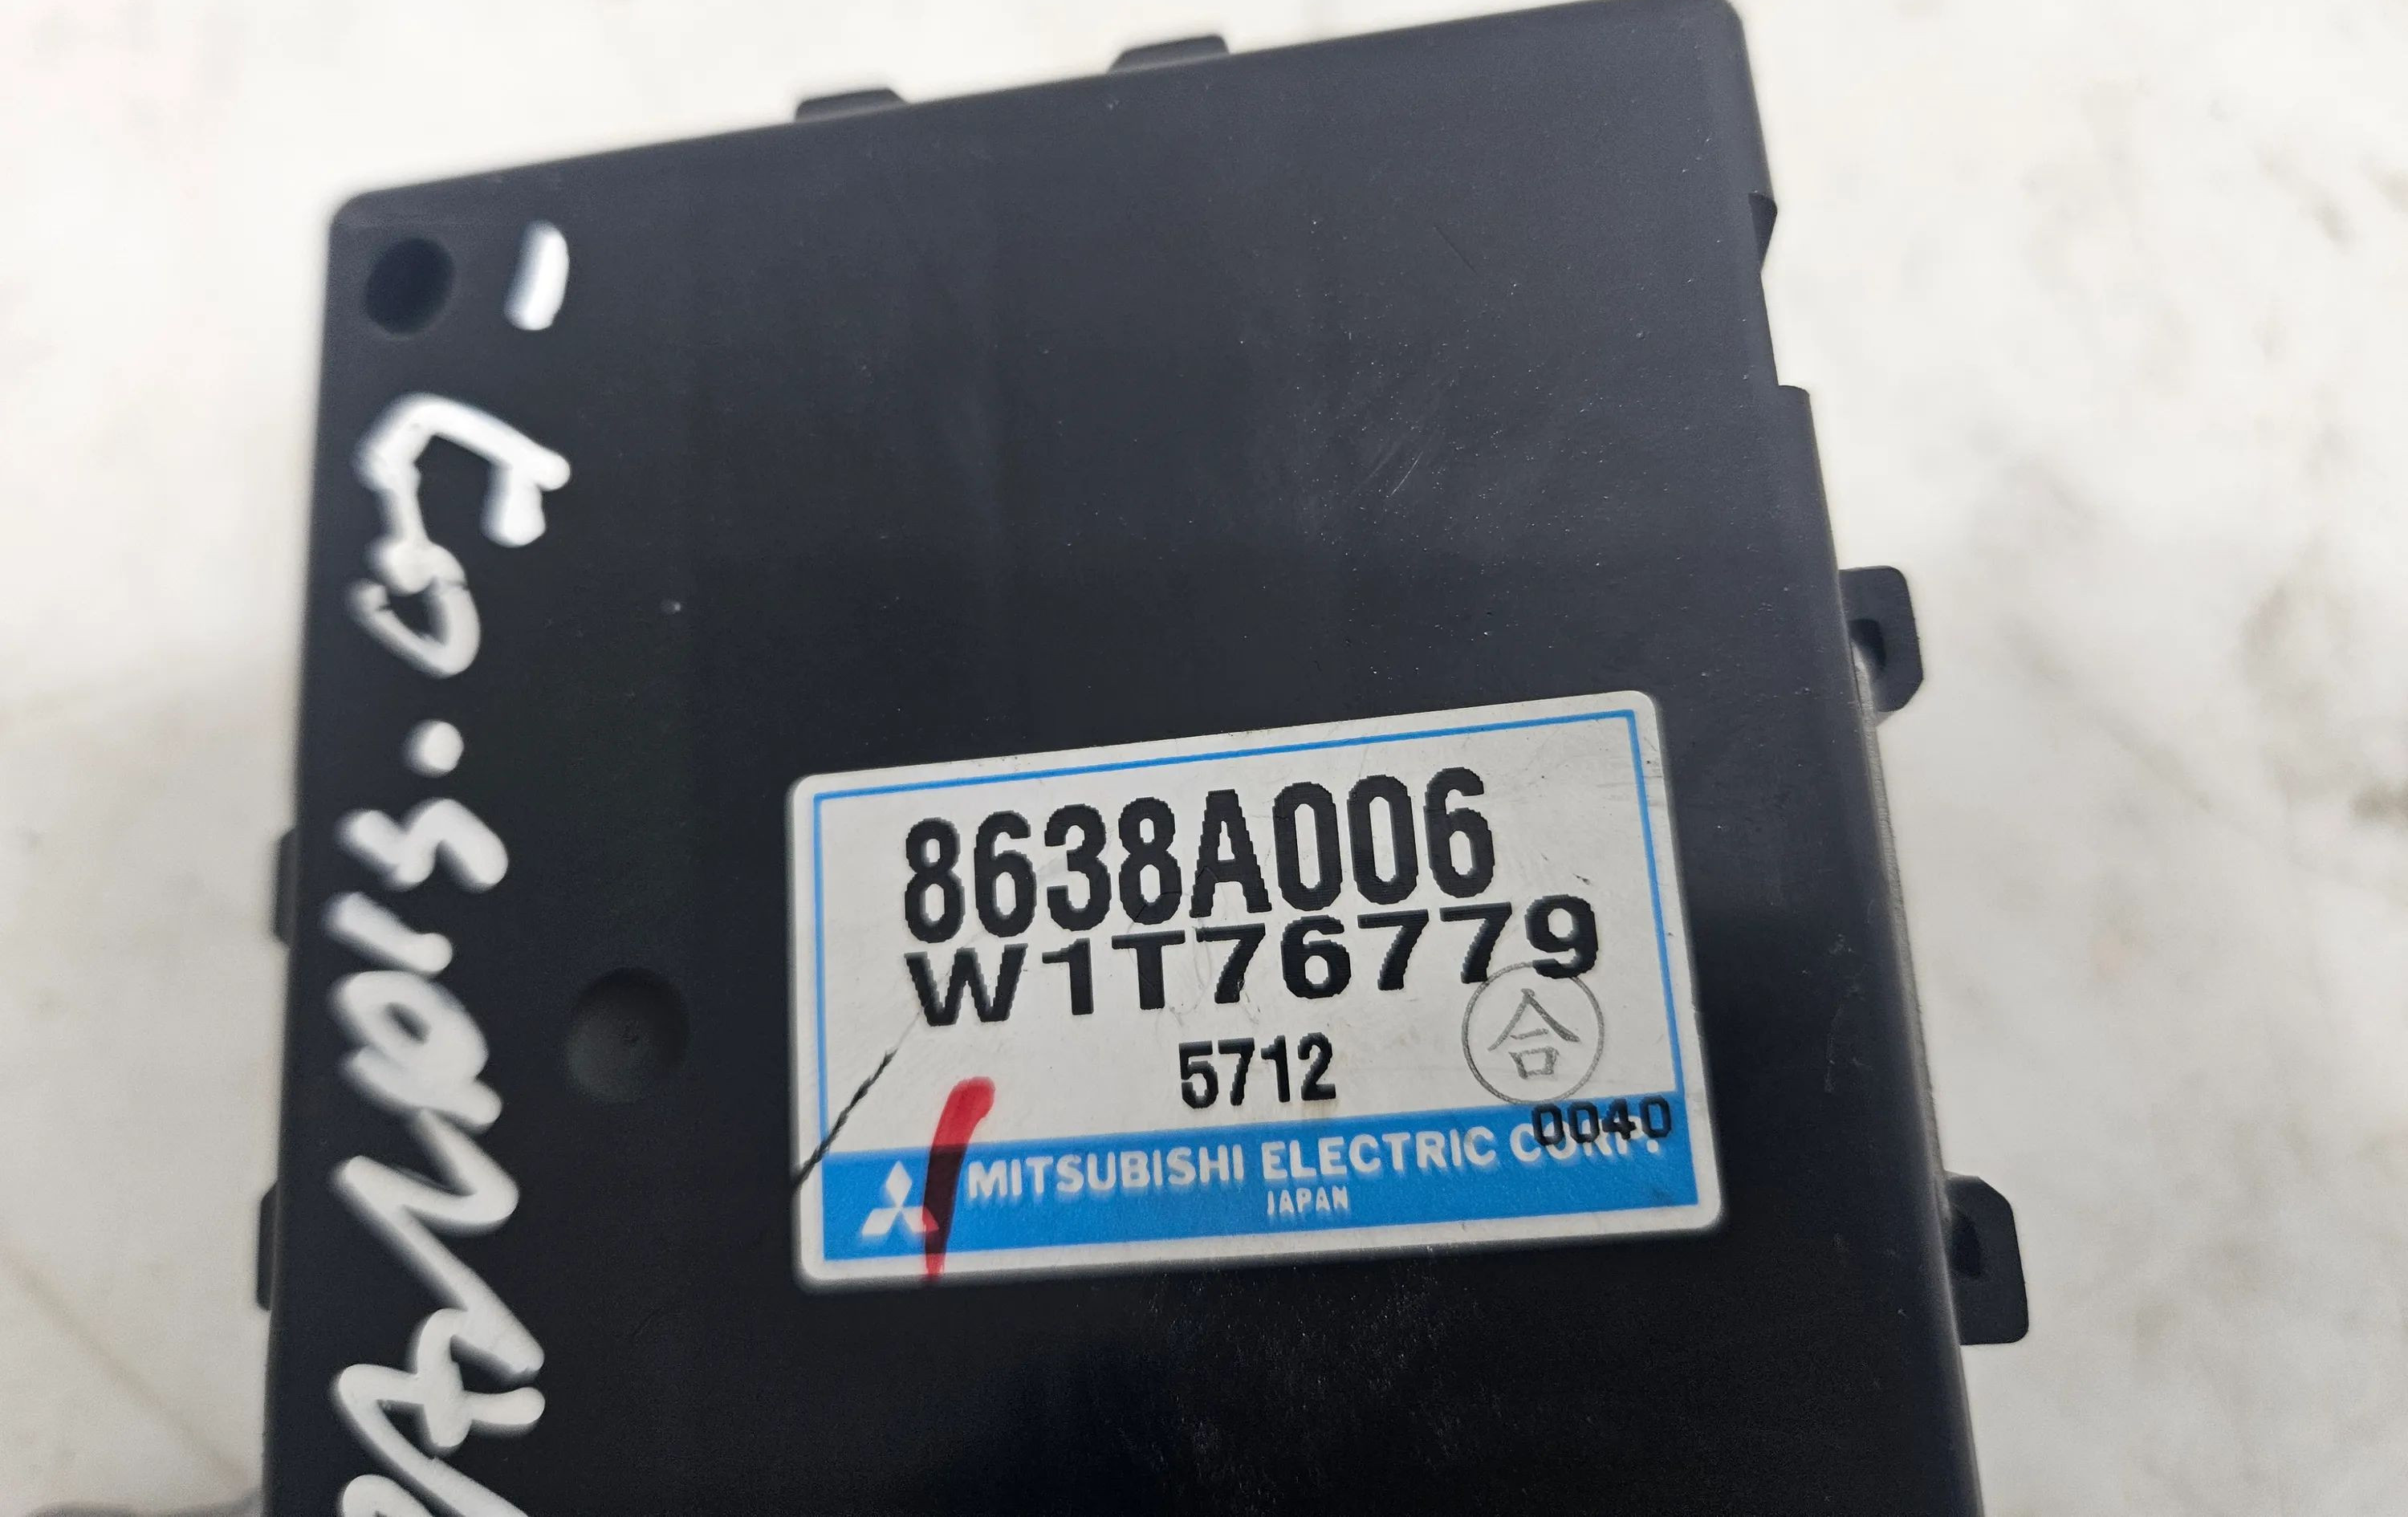 8638A006
W1T76779
5712
合
0040
MITSUBISHI ELECTRIC CORP.
JAPAN